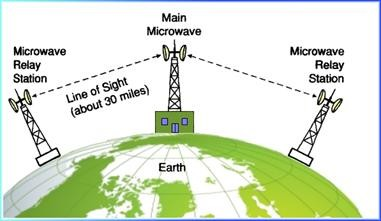 Main
Microwave
Microwave
Relay
Station
Line of Sight
(about 30 miles)
Microwave
Relay
Station
Earth